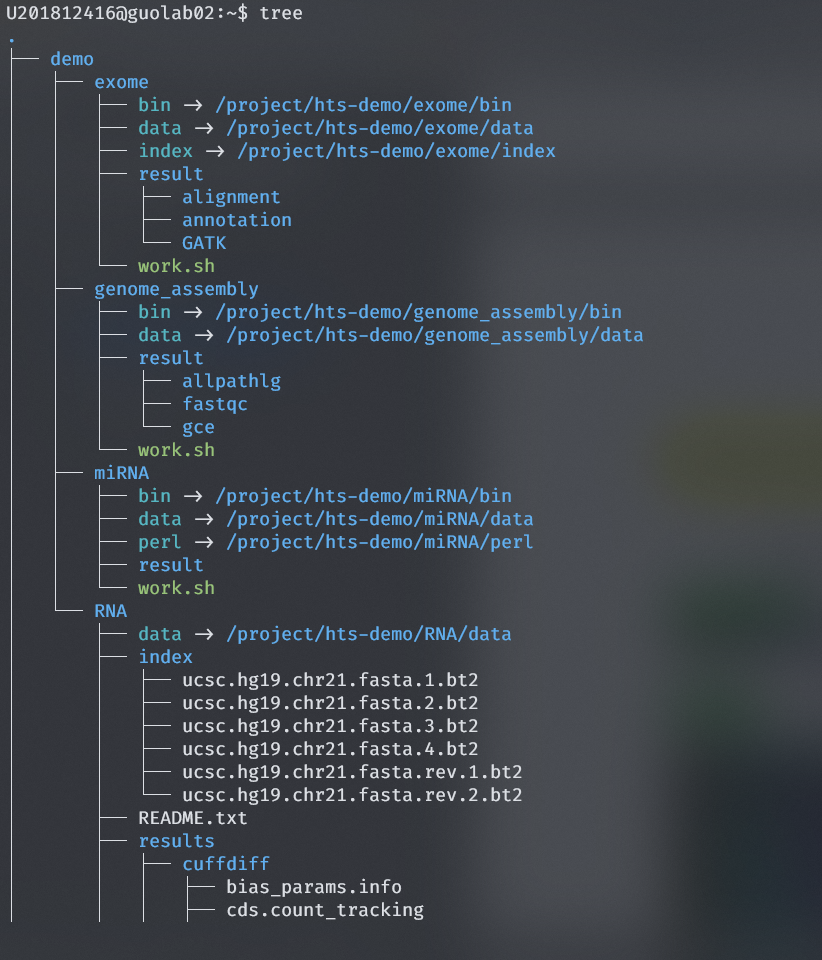 U201812416@guolab02:~$ tree
.
├── demo
│   ├── exome
│   │   ├── bin -> /project/hts-demo/exome/bin
│   │   ├── data -> /project/hts-demo/exome/data
│   │   ├── index -> /project/hts-demo/exome/index
│   │   ├── result
│   │   │   ├── alignment
│   │   │   ├── annotation
│   │   │   └── GATK
│   │   └── work.sh
│   ├── genome_assembly
│   │   ├── bin -> /project/hts-demo/genome_assembly/bin
│   │   ├── data -> /project/hts-demo/genome_assembly/data
│   │   ├── result
│   │   │   ├── allpathlg
│   │   │   ├── fastqc
│   │   │   └── gce
│   │   └── work.sh
│   ├── miRNA
│   │   ├── bin -> /project/hts-demo/miRNA/bin
│   │   ├── data -> /project/hts-demo/miRNA/data
│   │   ├── perl -> /project/hts-demo/miRNA/perl
│   │   ├── result
│   │   └── work.sh
│   └── RNA
│       ├── data -> /project/hts-demo/RNA/data
│       ├── index
│       │   ├── ucsc.hg19.chr21.fasta.1.bt2
│       │   ├── ucsc.hg19.chr21.fasta.2.bt2
│       │   ├── ucsc.hg19.chr21.fasta.3.bt2
│       │   ├── ucsc.hg19.chr21.fasta.4.bt2
│       │   ├── ucsc.hg19.chr21.fasta.rev.1.bt2
│       │   └── ucsc.hg19.chr21.fasta.rev.2.bt2
│       ├── README.txt
│       ├── results
│       │   ├── cuffdiff
│       │   │   ├── bias_params.info
│       │   │   ├── cds.count_tracking